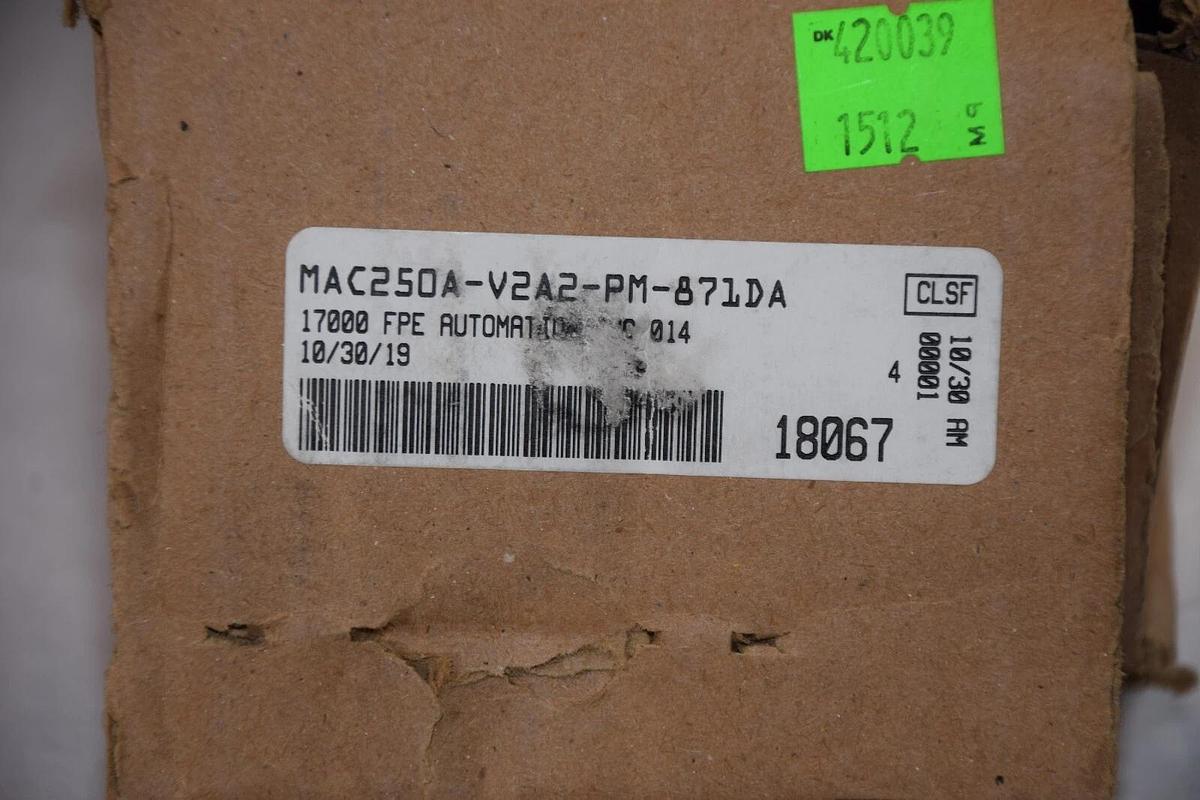 DK 420039
1512 M9
MAC250A-V2A2-PM-871DA
CLSF
17000 FPE 014
10/30/19
4
10/30 AM
00001
18067